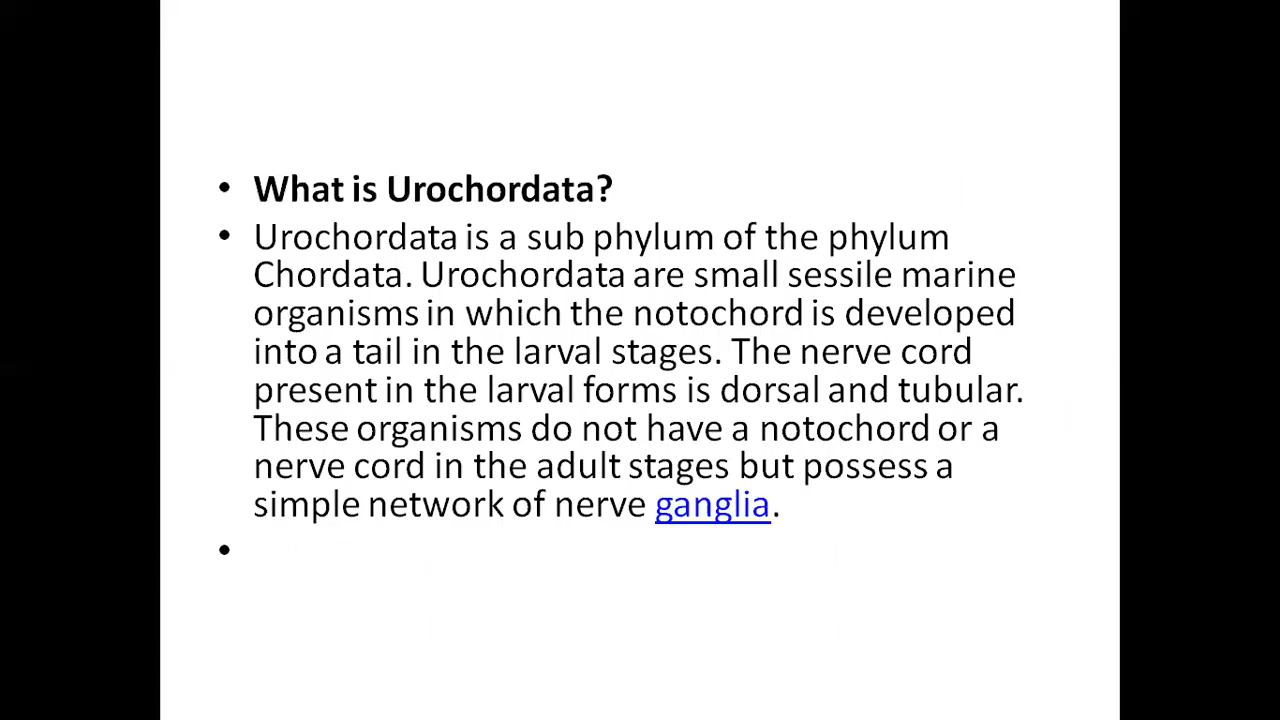 • What is Urochordata?
• Urochordata is a sub phylum of the phylum
Chordata. Urochordata are small sessile marine
organisms in which the notochord is developed
into a tail in the larval stages. The nerve cord
present in the larval forms is dorsal and tubular.
These organisms do not have a notochord or a
nerve cord in the adult stages but possess a
simple network of nerve ganglia.
•